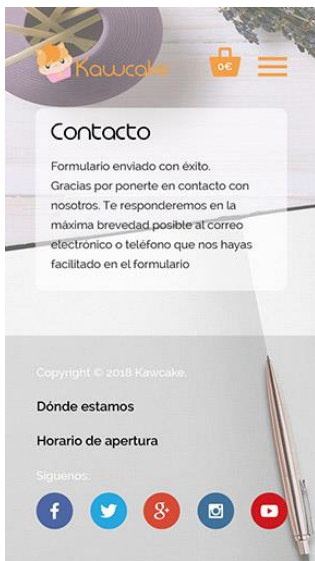 Kawcake
0€
Contacto
Formulario enviado con éxito.
Gracias por ponerte en contacto con
nosotros. Te responderemos en la
máxima brevedad posible al correo
electrónico o teléfono que nos hayas
facilitado en el formulario
Copyright © 2018 Kawcake.
Dónde estamos
Horario de apertura
Síguenos: